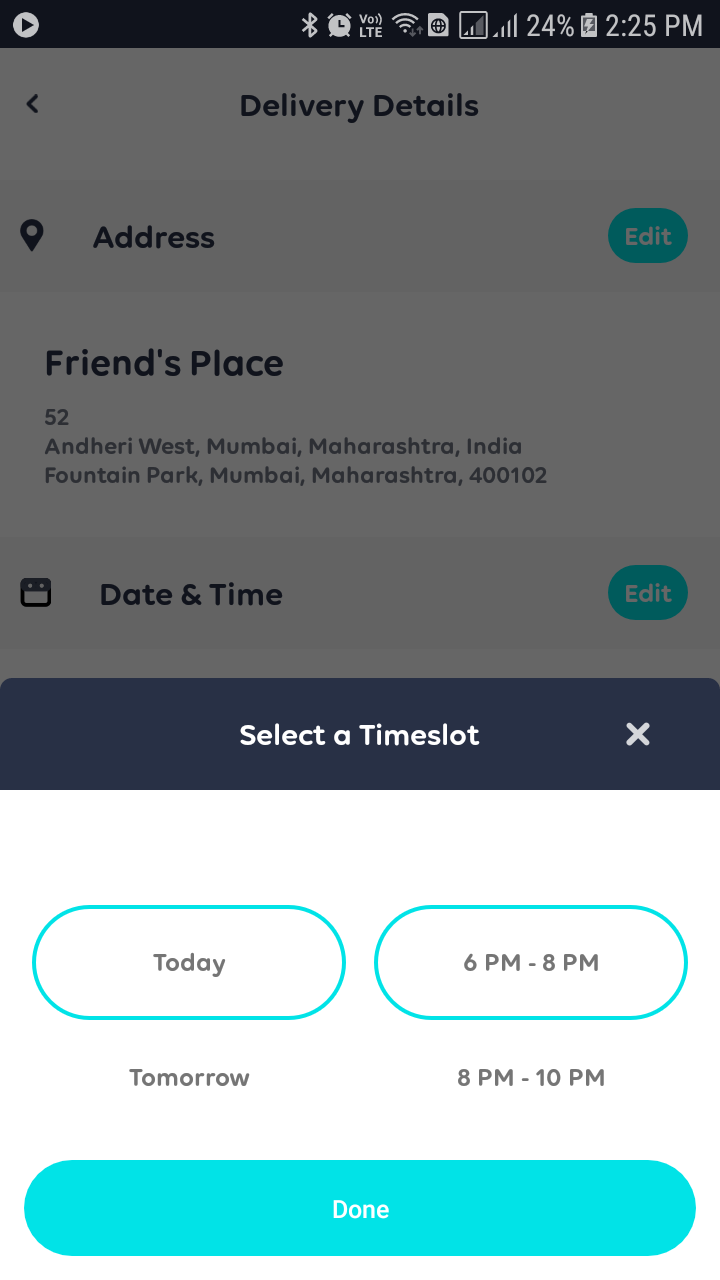 Vo)) LTE 24% 2:25 PM
Delivery Details
Address Edit
Friend's Place
52
Andheri West, Mumbai, Maharashtra, India
Fountain Park, Mumbai, Maharashtra, 400102
Date & Time Edit
Select a Timeslot
Today 6 PM - 8 PM
Tomorrow 8 PM - 10 PM
Done